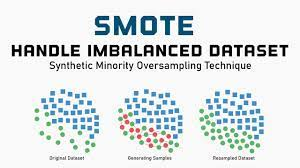 SMOTE
HANDLE IMBALANCED DATASET
Synthetic Minority Oversampling Technique
Original Dataset
Generating Samples
Resampled Dataset